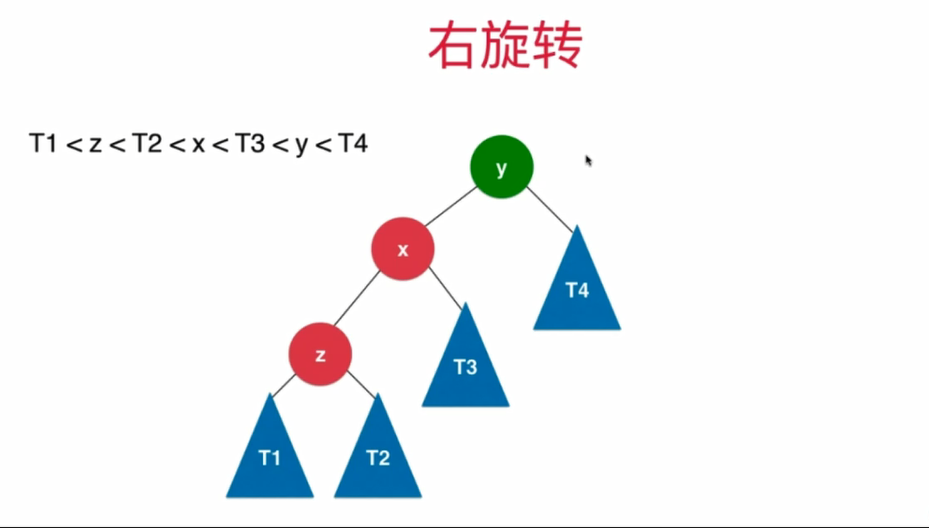 右旋转
T1 < z < T2 < x < T3 < y < T4
y
x
T4
z
T3
T1
T2